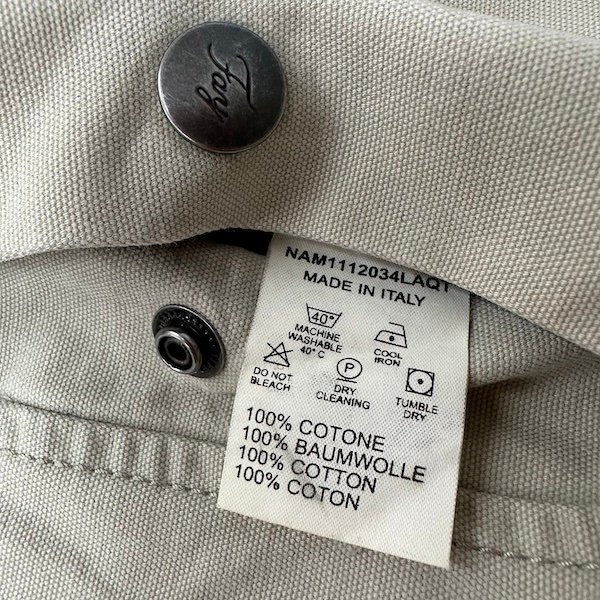 Fay
NAM1112034LAQ1
MADE IN ITALY
40°
MACHINE
WASHABLE
40° C
COOL
IRON
DO NOT
BLEACH
P
DRY
CLEANING
TUMBLE
DRY
100% COTONE
100% BAUMWOLLE
100% COTTON
100% COTON